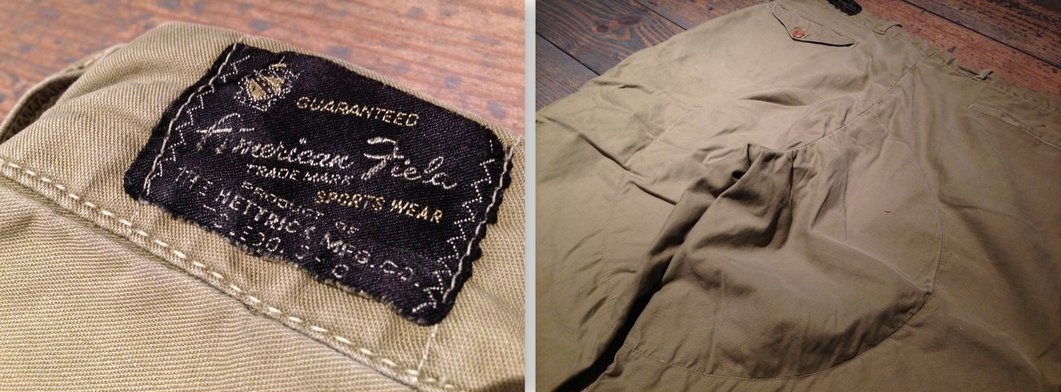 GUARANTEED
American Field
TRADE MARK
SPORTS WEAR
PRODUCT OF
THE HETTRICK MFG. CO.